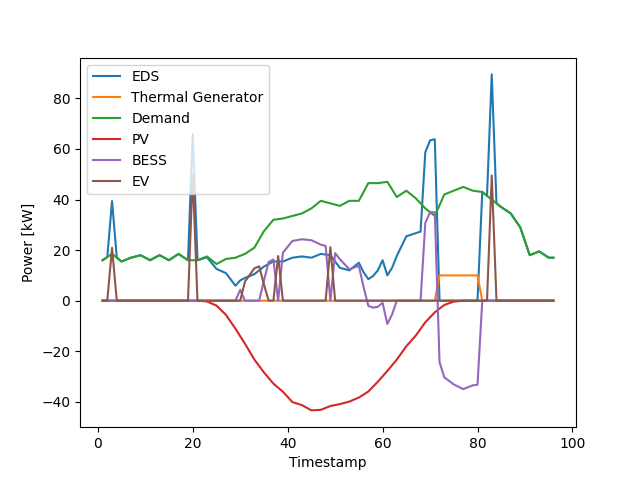 EDS
Thermal Generator
Demand
PV
BESS
EV
80
60
40
20
0
−20
−40
Power [kW]
0 20 40 60 80 100
Timestamp